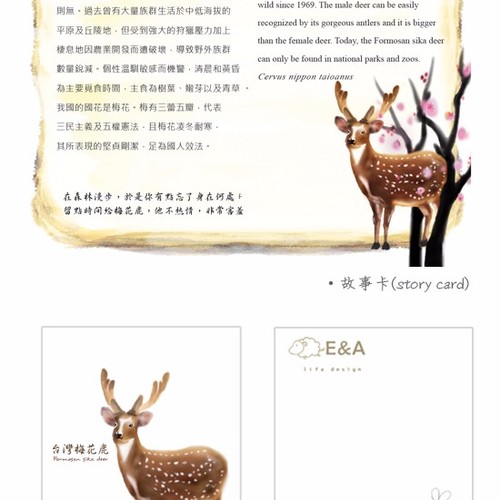 則無。過去曾有大量族群生活於中低海拔的
平原及丘陵地，但受到強大的狩獵壓力加上
棲息地因農業開發而遭破壞，導致野外族群
數量銳減。個性溫馴敏感而機警，清晨和黃昏
為主要覓食時間，主食為樹葉、嫩芽以及青草。
我國的國花是梅花。梅有三蕾五瓣，代表
三民主義及五權憲法，且梅花凌冬耐寒，
其所表現的堅貞剛潔，足為國人效法。
在森林漫步，於是你有點忘了身在何處、
留點時間給梅花鹿，他不熱情，非常害羞
wild since 1969. The male deer can be easily
recognized by its gorgeous antlers and it is bigger
than the female deer. Today, the Formosan sika deer
can only be found in national parks and zoos.
Cervus nippon taioanus
• 故事卡(story card)
台灣梅花鹿
Formosan sika deer
E&A
life design